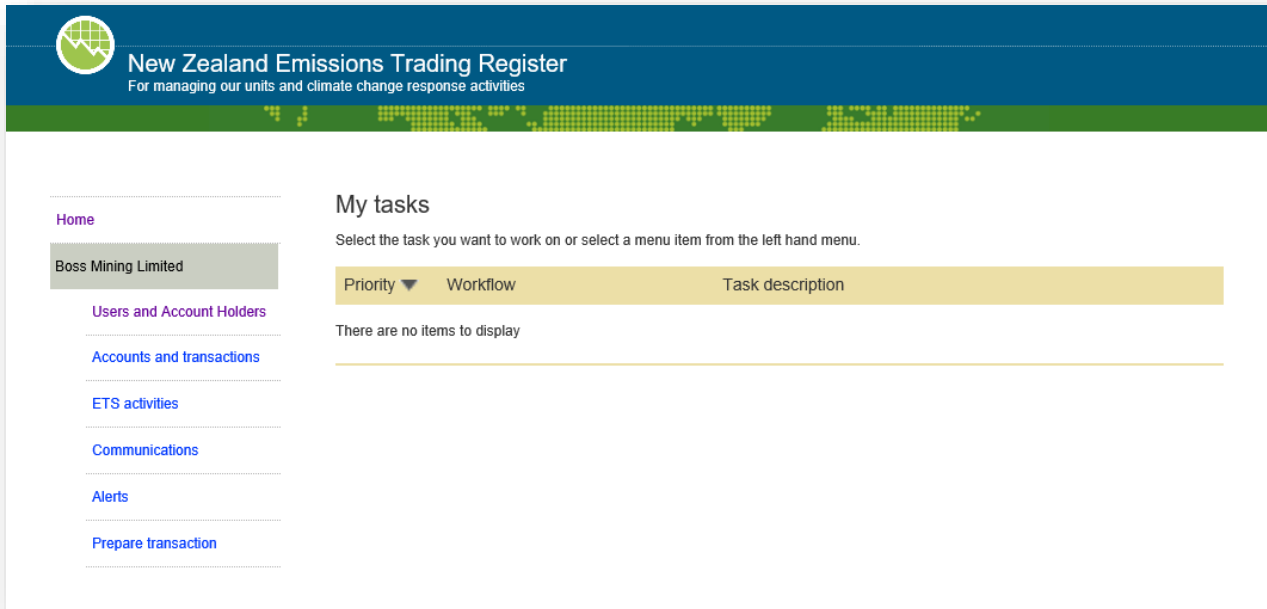 New Zealand Emissions Trading Register
For managing our units and climate change response activities
Home
Boss Mining Limited
Users and Account Holders
Accounts and transactions
ETS activities
Communications
Alerts
Prepare transaction
My tasks
Select the task you want to work on or select a menu item from the left hand menu.
Priority Workflow Task description
There are no items to display